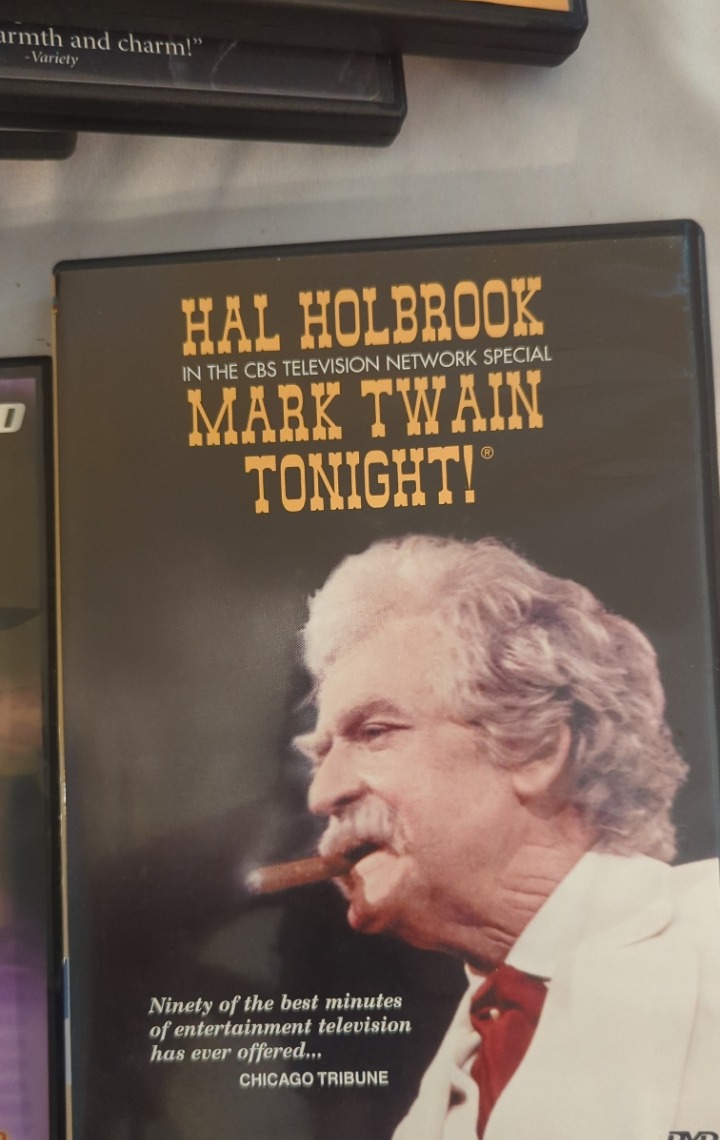 armth and charm!”
-Variety
HAL HOLBROOK
IN THE CBS TELEVISION NETWORK SPECIAL
MARK TWAIN
TONIGHT!®
Ninety of the best minutes
of entertainment television
has ever offered...
CHICAGO TRIBUNE
DVD